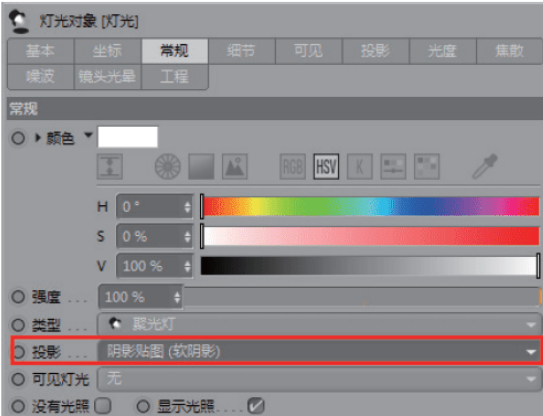 灯光对象 [灯光]
基本 坐标 常规 细节 可见 投影 光度 焦散
噪波 镜头光晕 工程
常规
颜色
RGB HSV K
H 0 °
S 0 %
V 100 %
强度 . . . 100 %
类型 . . . 聚光灯
投影 . . . 阴影贴图 (软阴影)
可见灯光 无
没有光照 显示光照 . . . .